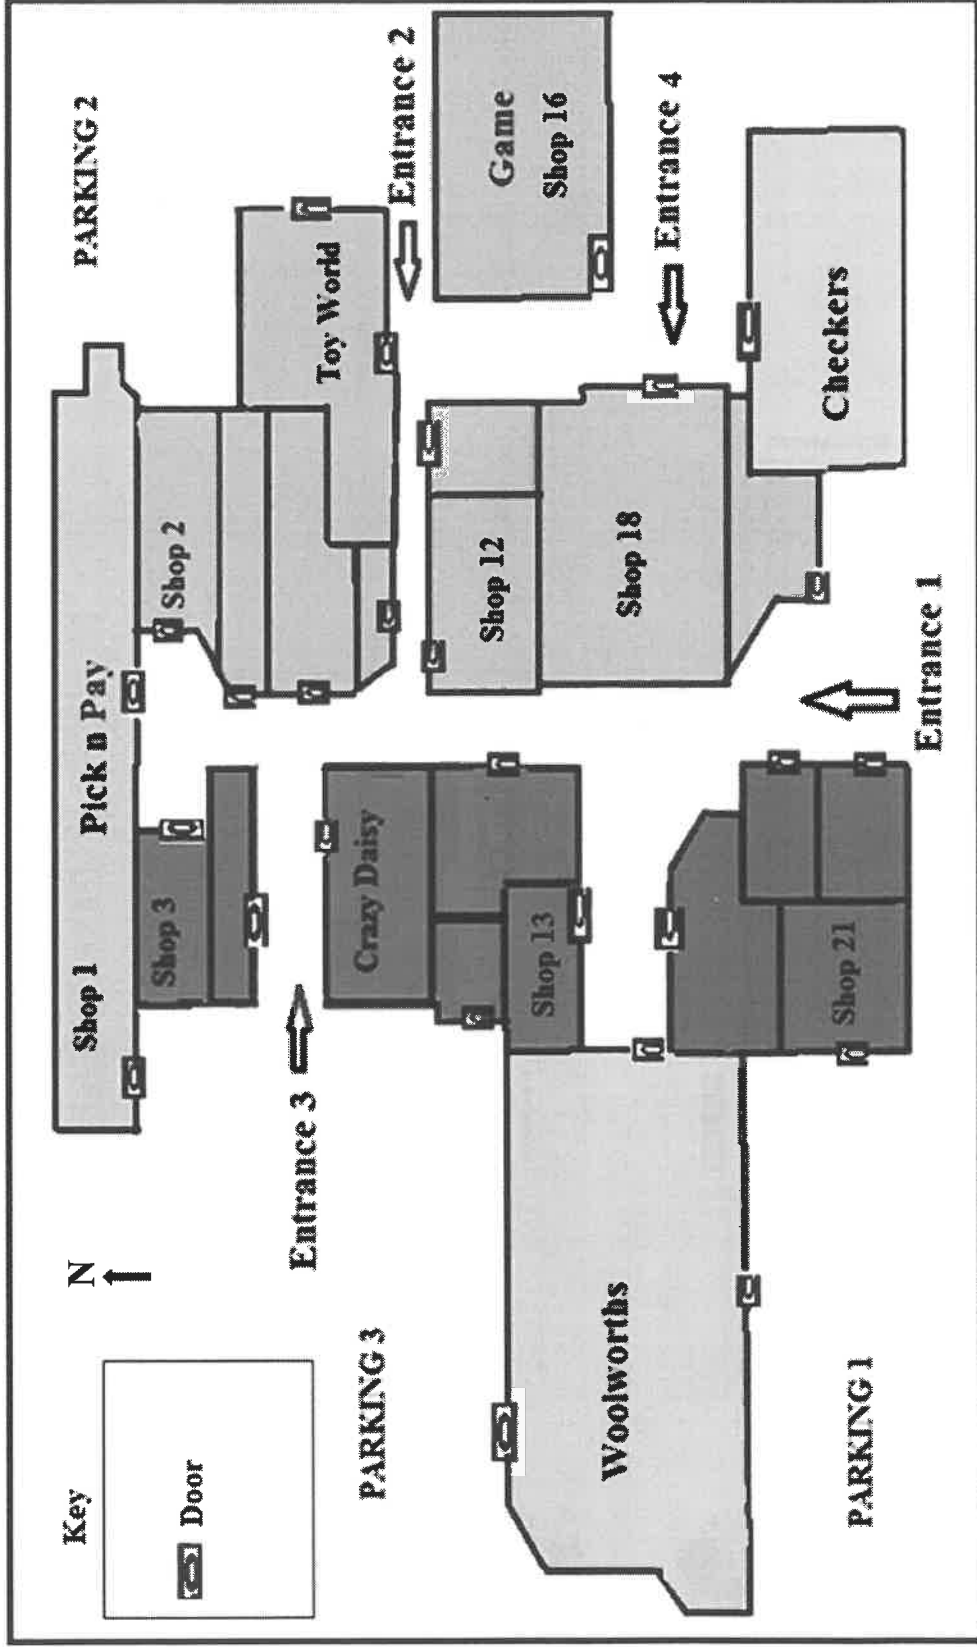 Key
Door
N
PARKING 2
Shop 1
Pick n Pay
Shop 3
Shop 2
Toy World
Entrance 3
Entrance 2
PARKING 3
Crazy Daisy
Game
Shop 16
Shop 12
Shop 13
Woolworths
Shop 18
Entrance 4
Shop 21
Checkers
PARKING 1
Entrance 1